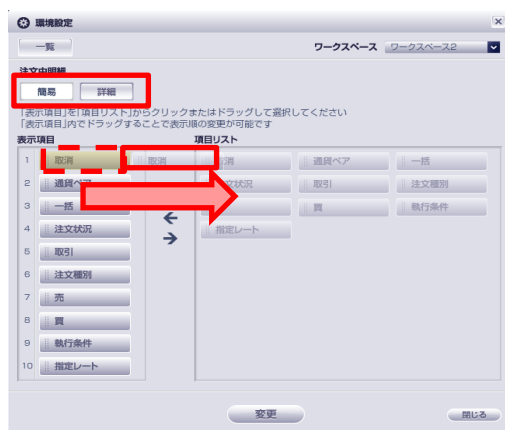 環境設定
一覧
ワークスペース ワークスペース2
注文中明細
簡易 詳細
「表示項目」を「項目リスト」からクリックまたはドラッグして選択してください
「表示項目」内でドラッグすることで表示順の変更が可能です
表示項目 項目リスト
1 取消 取消 取消 通貨ペア 一括
2 通貨ペア 注文状況 取引 注文種別
3 一括 買 執行条件
4 注文状況 指定レート
5 取引
6 注文種別
7 売
8 買
9 執行条件
10 指定レート
変更 閉じる